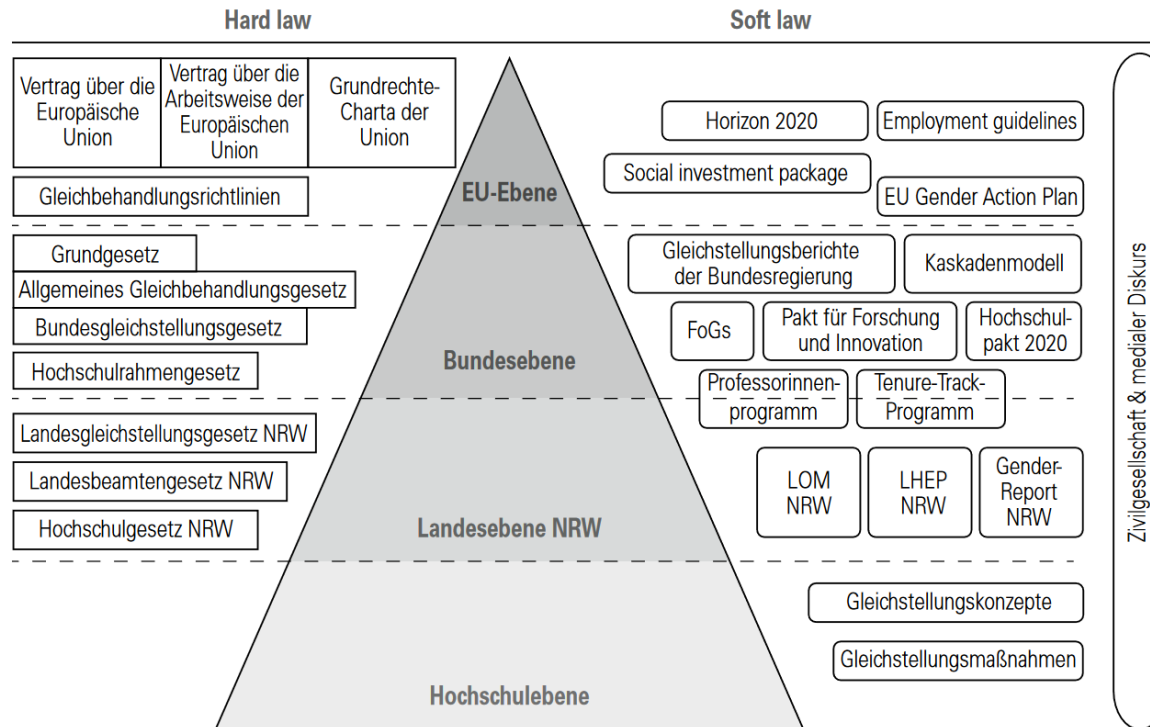 Hard law
Soft law
Vertrag über die
Europäische
Union
Vertrag über die
Arbeitsweise der
Europäischen
Union
Grundrechte-
Charta der
Union
Gleichbehandlungsrichtlinien
EU-Ebene
Horizon 2020
Employment guidelines
Social investment package
EU Gender Action Plan
Grundgesetz
Allgemeines Gleichbehandlungsgesetz
Bundesgleichstellungsgesetz
Hochschulrahmengesetz
Bundesebene
Gleichstellungsberichte
der Bundesregierung
Kaskadenmodell
FoGs
Pakt für Forschung
und Innovation
Hochschul-
pakt 2020
Professorinnen-
programm
Tenure-Track-
Programm
Landesgleichstellungsgesetz NRW
Landesbeamtengesetz NRW
Hochschulgesetz NRW
Landesebene NRW
LOM
NRW
LHEP
NRW
Gender-
Report
NRW
Hochschulebene
Gleichstellungskonzepte
Gleichstellungsmaßnahmen
Zivilgesellschaft & medialer Diskurs